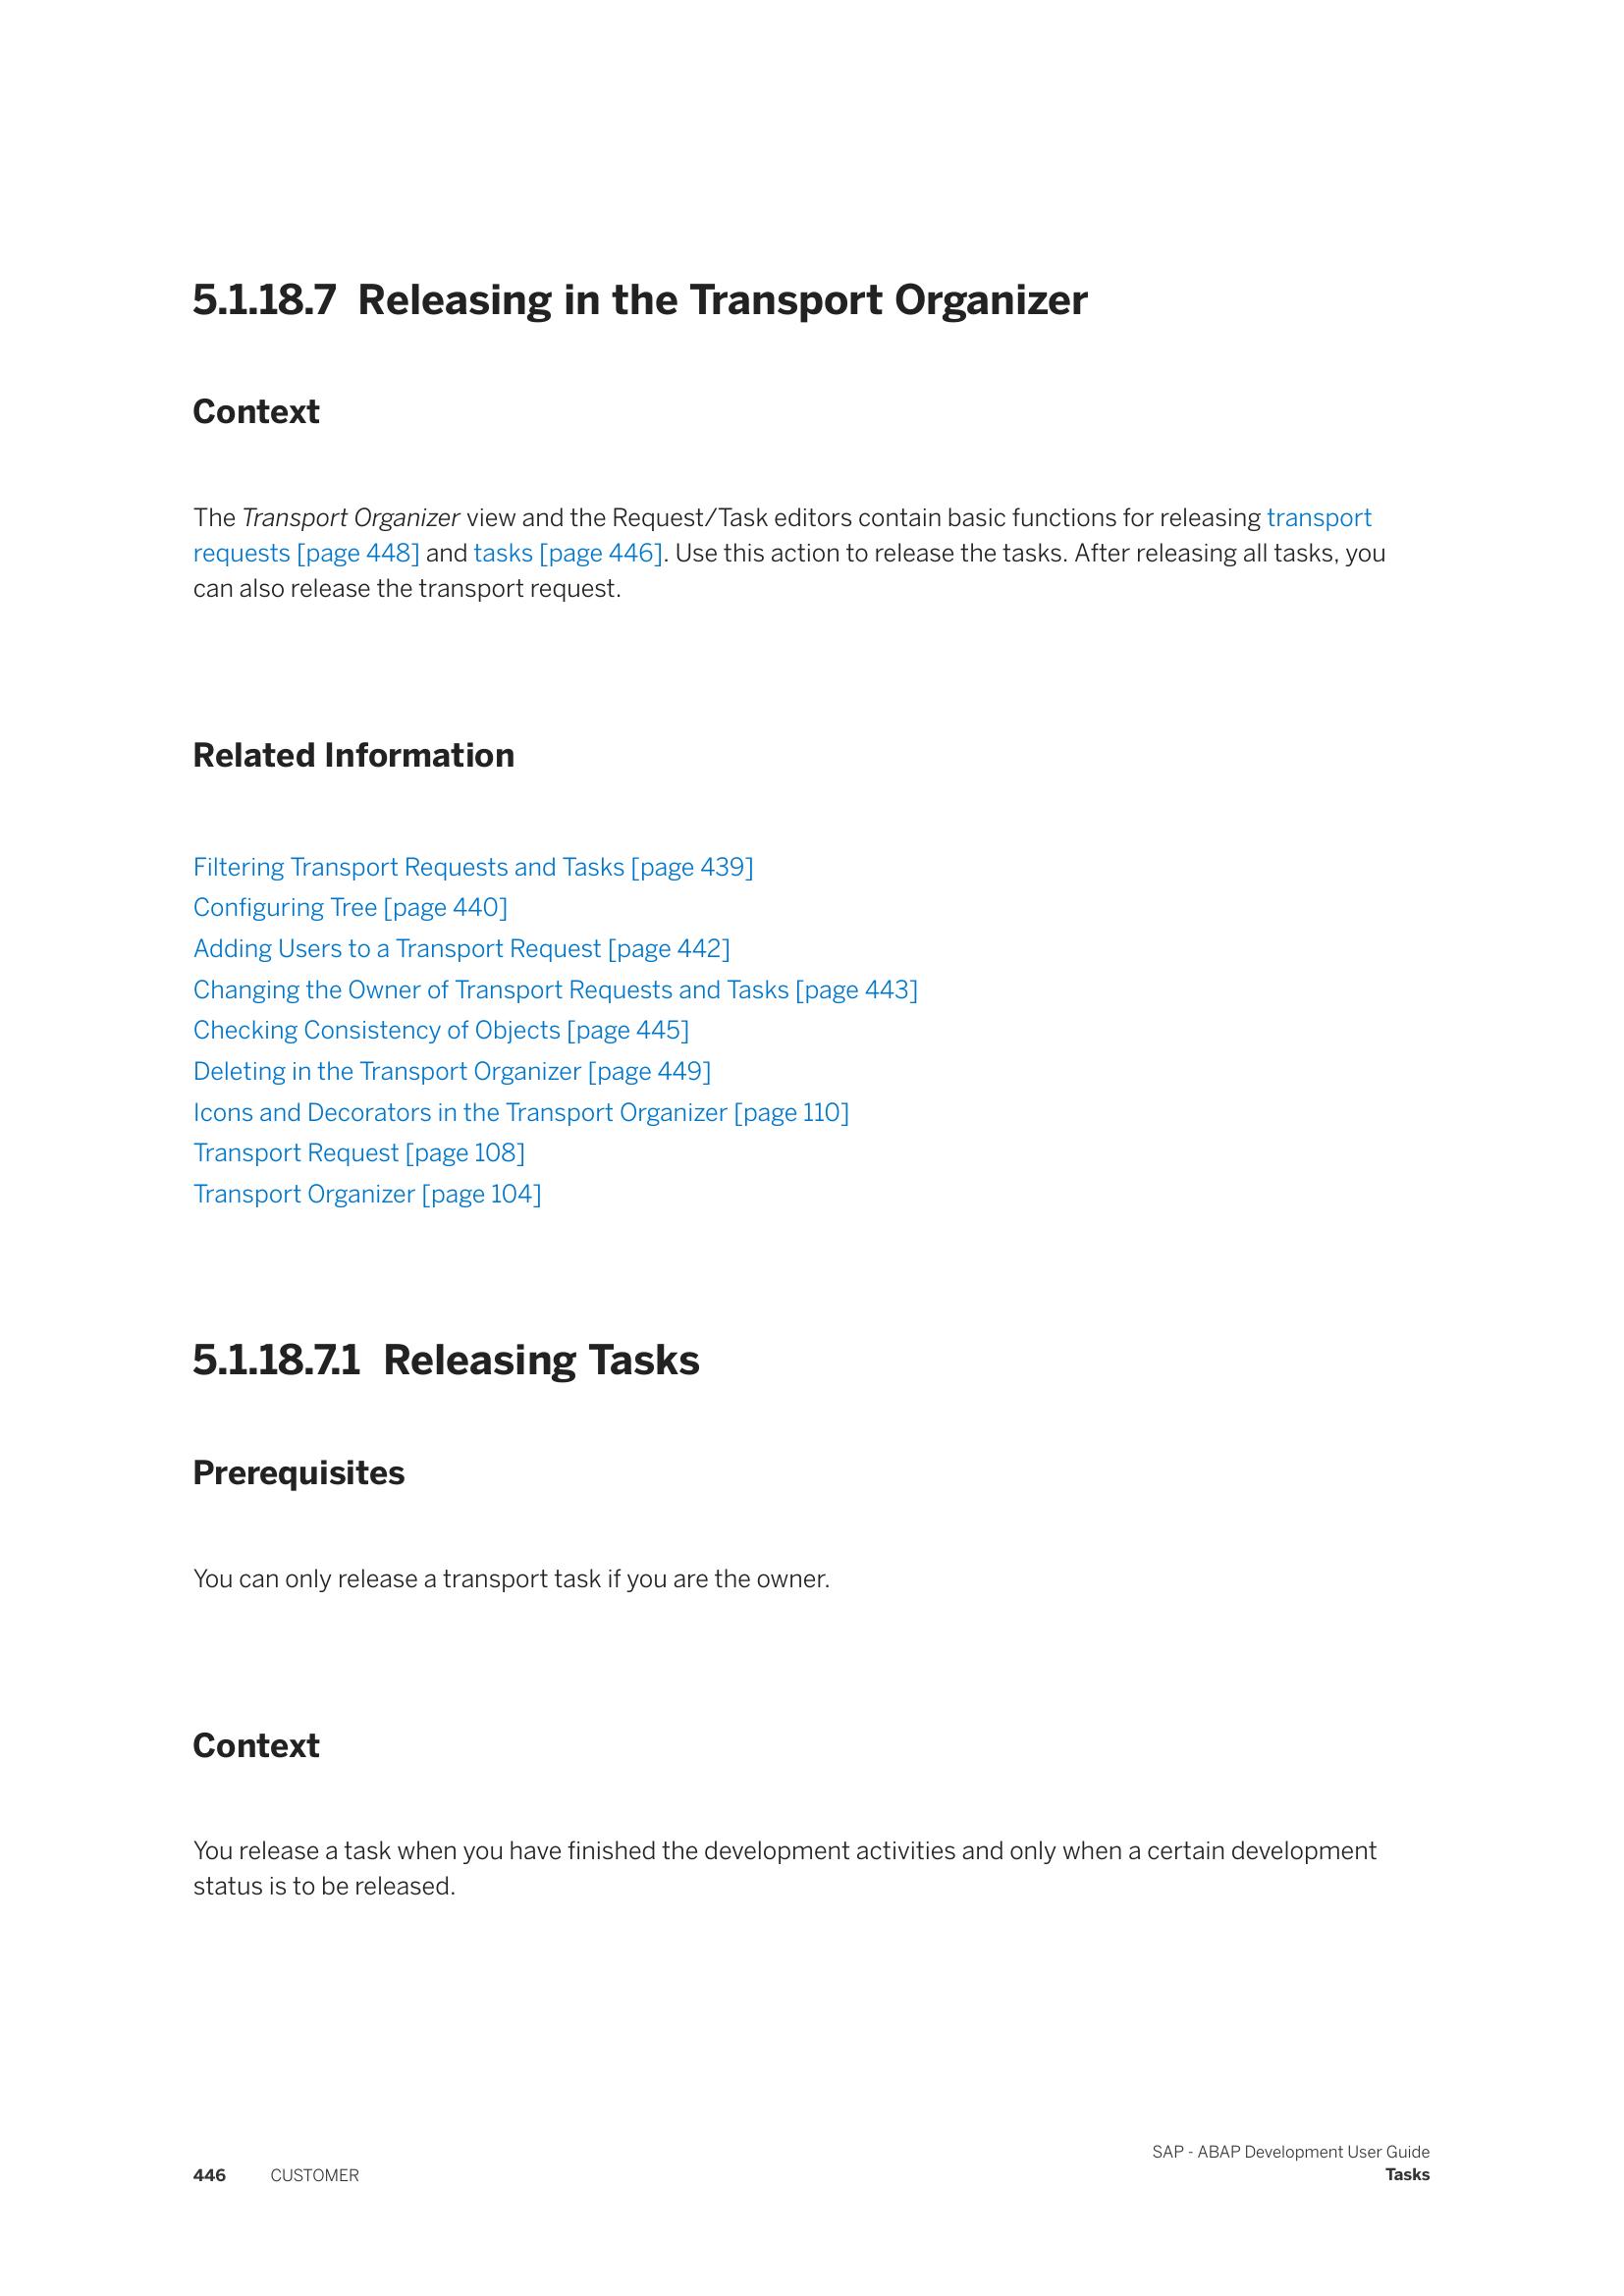 5.1.18.7 Releasing in the Transport Organizer
Context
The Transport Organizer view and the Request/Task editors contain basic functions for releasing transport
requests [page 448] and tasks [page 446]. Use this action to release the tasks. After releasing all tasks, you
can also release the transport request.
Related Information
Filtering Transport Requests and Tasks [page 439]
Configuring Tree [page 440]
Adding Users to a Transport Request [page 442]
Changing the Owner of Transport Requests and Tasks [page 443]
Checking Consistency of Objects [page 445]
Deleting in the Transport Organizer [page 449]
Icons and Decorators in the Transport Organizer [page 110]
Transport Request [page 108]
Transport Organizer [page 104]
5.1.18.7.1 Releasing Tasks
Prerequisites
You can only release a transport task if you are the owner.
Context
You release a task when you have finished the development activities and only when a certain development
status is to be released.
SAP - ABAP Development User Guide
446 CUSTOMER Tasks